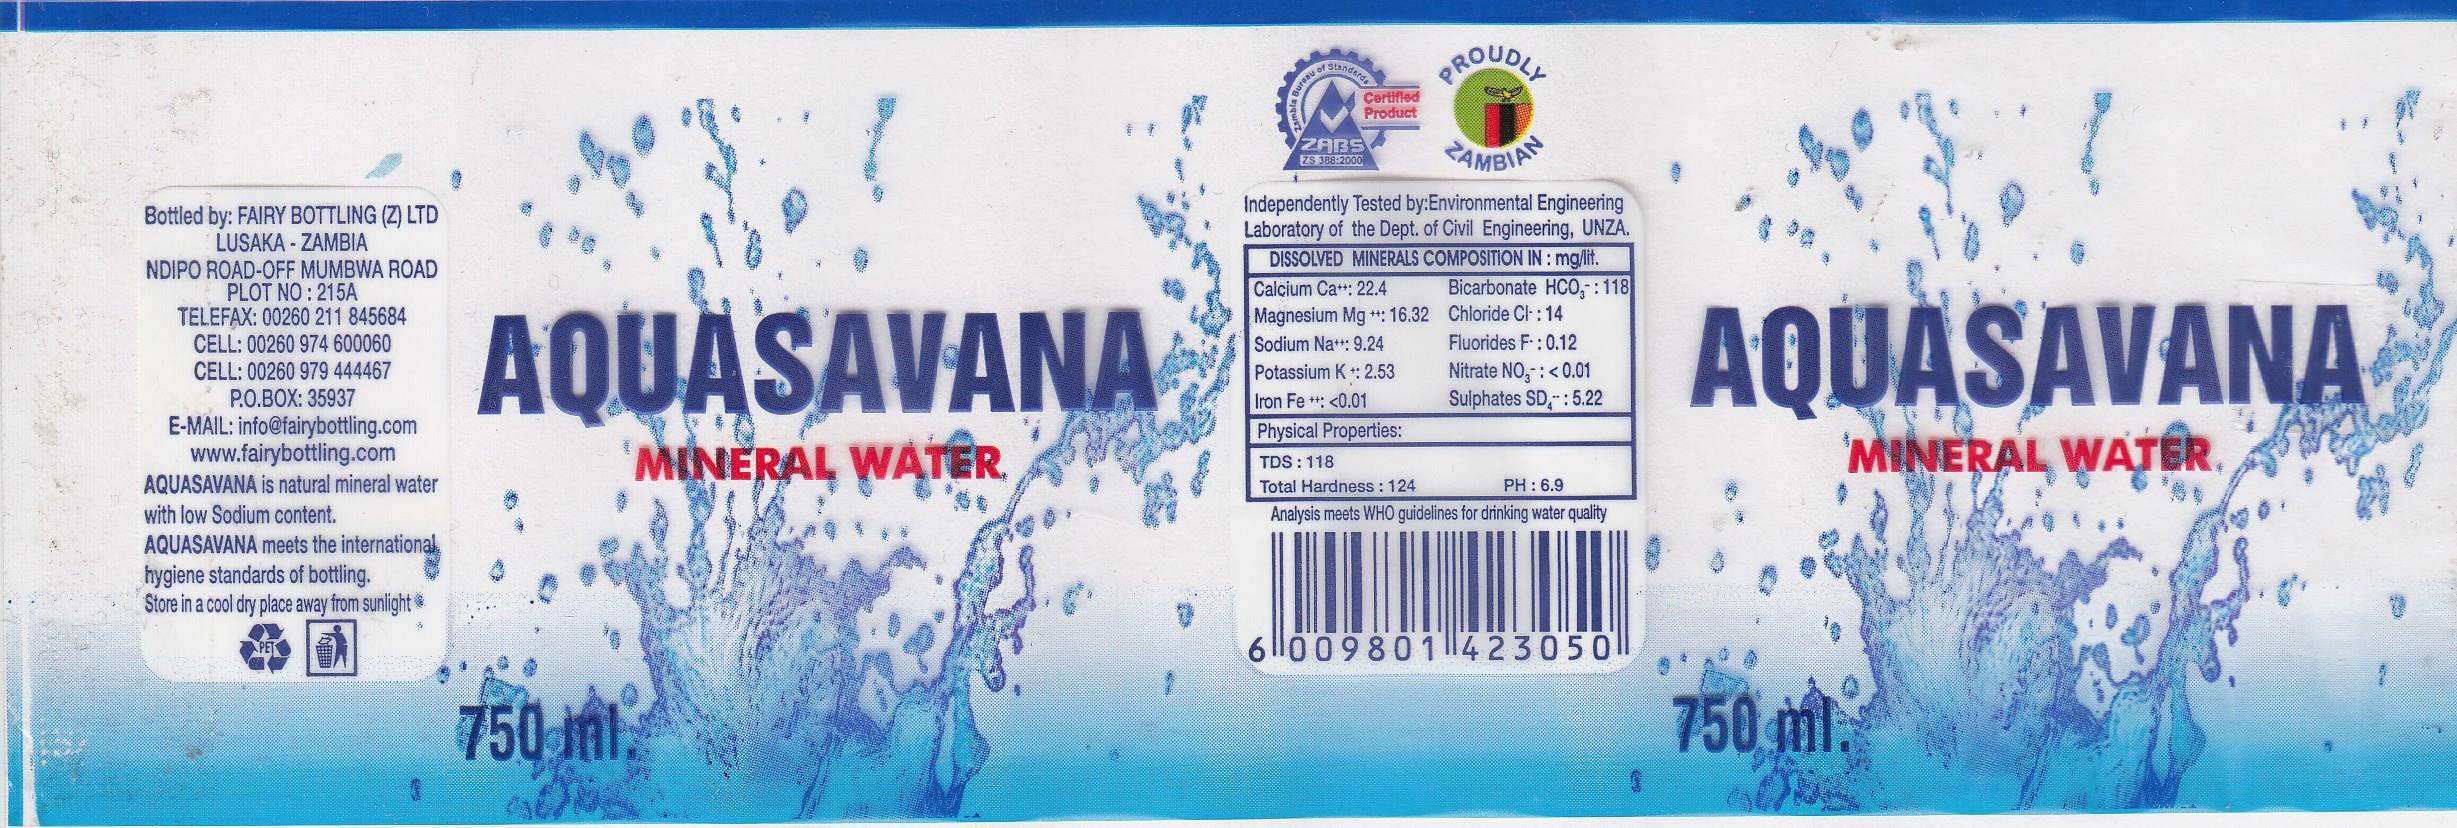 Bottled by: FAIRY BOTTLING (Z) LTD
LUSAKA - ZAMBIA
NDIPO ROAD-OFF MUMBWA ROAD
PLOT NO : 215A
TELEFAX: 00260 211 845684
CELL: 00260 974 600060
CELL: 00260 979 444467
P.O.BOX: 35937
E-MAIL: info@fairybottling.com
www.fairybottling.com
AQUASAVANA is natural mineral water
with low Sodium content.
AQUASAVANA meets the international
hygiene standards of bottling.
Store in a cool dry place away from sunlight
PET
AQUASAVANA
MINERAL WATER
750 ml.
Zambia Bureau of Standards
Certified
Product
ZABS
ZS 388:2000
PROUDLY
ZAMBIAN
Independently Tested by:Environmental Engineering
Laboratory of the Dept. of Civil Engineering, UNZA.
DISSOLVED MINERALS COMPOSITION IN : mg/lit.
Calcium Ca⁺⁺: 22.4 Bicarbonate HCO₃⁻ : 118
Magnesium Mg ⁺⁺: 16.32 Chloride Cl⁻ : 14
Sodium Na⁺⁺: 9.24 Fluorides F⁻ : 0.12
Potassium K ⁺: 2.53 Nitrate NO₃⁻ : < 0.01
Iron Fe ⁺⁺: <0.01 Sulphates SD₄⁻⁻ : 5.22
Physical Properties:
TDS : 118
Total Hardness : 124 PH : 6.9
Analysis meets WHO guidelines for drinking water quality
6 009801 423050
AQUASAVANA
MINERAL WATER
750 ml.